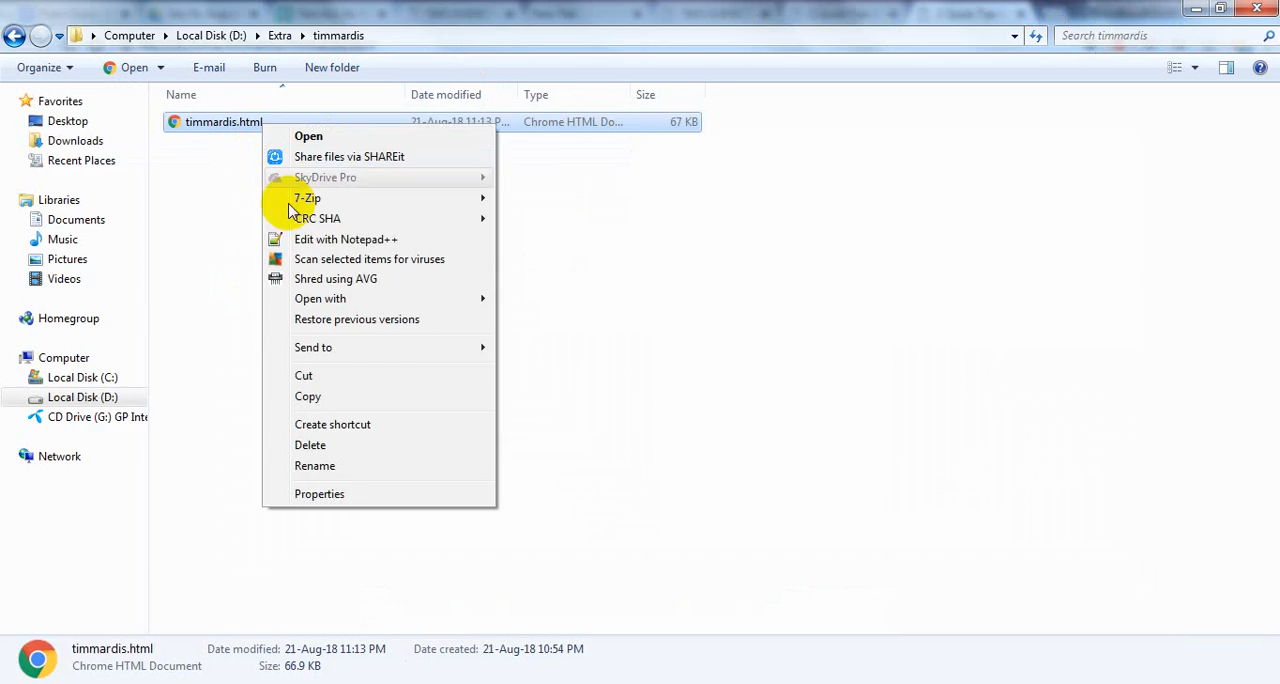 Computer Local Disk (D:) Extra timmardis
Search timmardis
Organize Open E-mail Burn New folder
Name Date modified Type Size
Favorites
Desktop
Downloads
Recent Places
Libraries
Documents
Music
Pictures
Videos
Homegroup
Computer
Local Disk (C:)
Local Disk (D:)
CD Drive (G:) GP Inte
Network
timmardis.html 21-Aug-18 11:13 P... Chrome HTML Do... 67 KB
Open
Share files via SHAREit
SkyDrive Pro
7-Zip
CRC SHA
Edit with Notepad++
Scan selected items for viruses
Shred using AVG
Open with
Restore previous versions
Send to
Cut
Copy
Create shortcut
Delete
Rename
Properties
timmardis.html Date modified: 21-Aug-18 11:13 PM Date created: 21-Aug-18 10:54 PM
Chrome HTML Document Size: 66.9 KB